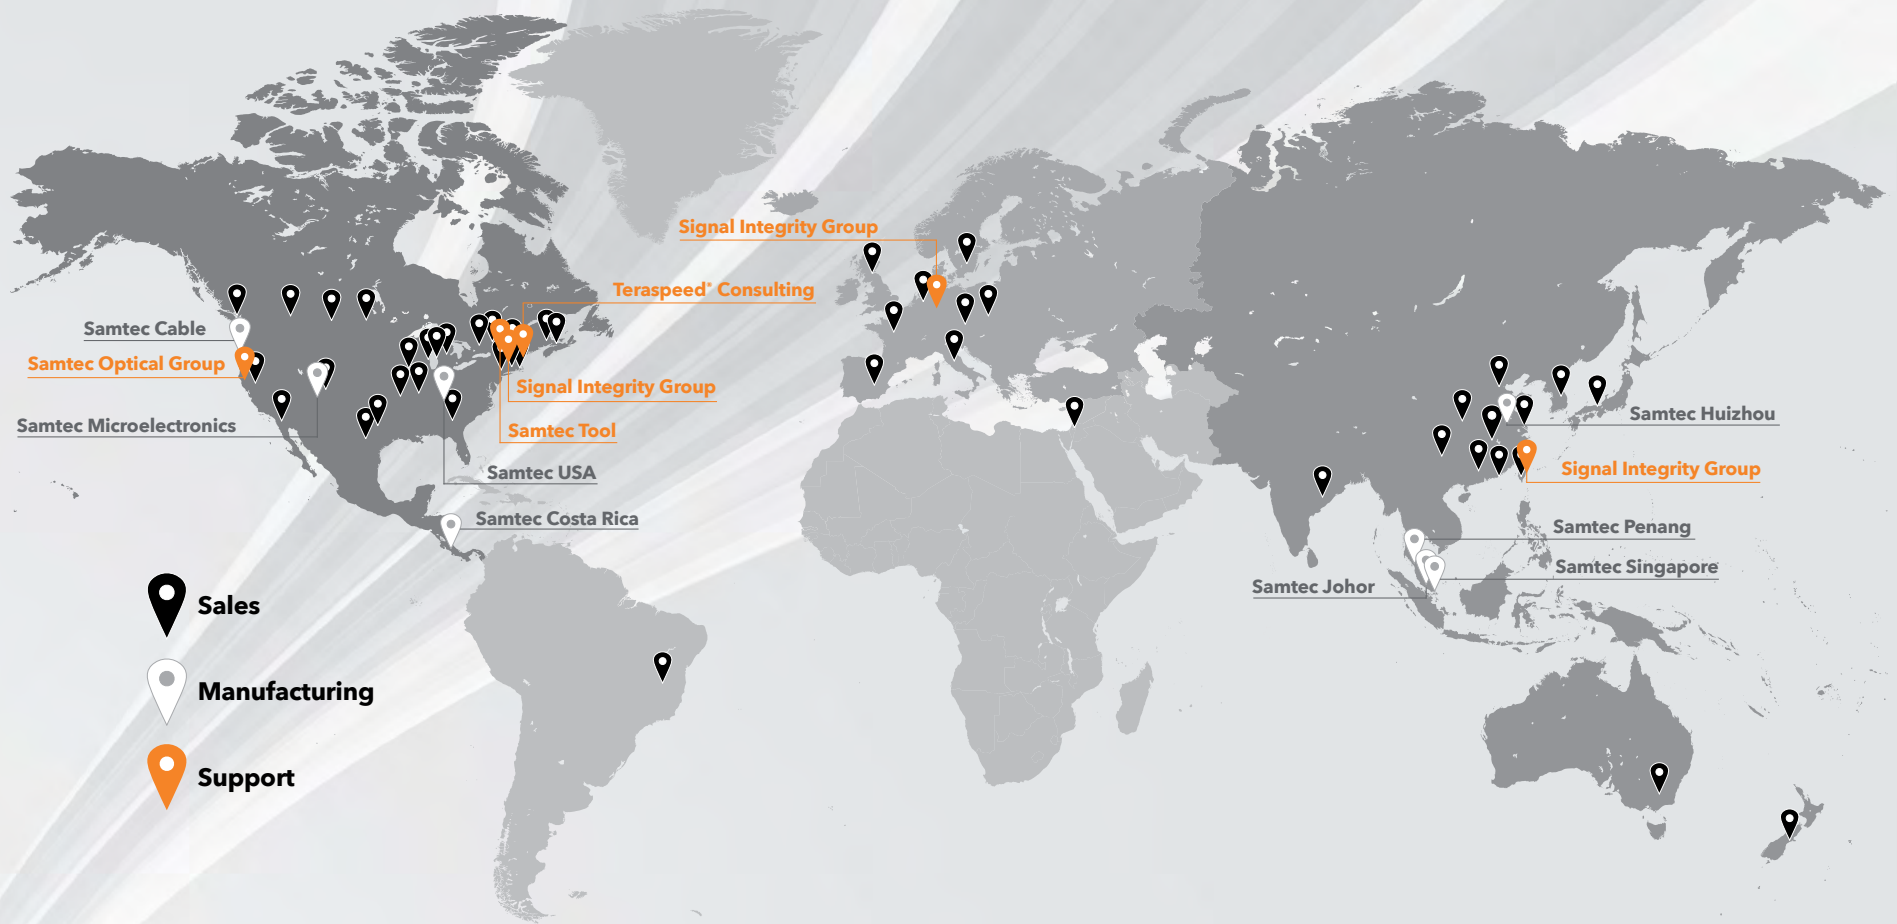 Signal Integrity Group
Teraspeed® Consulting
Samtec Cable
Samtec Optical Group
Signal Integrity Group
Samtec Microelectronics
Samtec Tool
Samtec USA
Samtec Costa Rica
Samtec Huizhou
Signal Integrity Group
Samtec Penang
Samtec Singapore
Samtec Johor
Sales
Manufacturing
Support